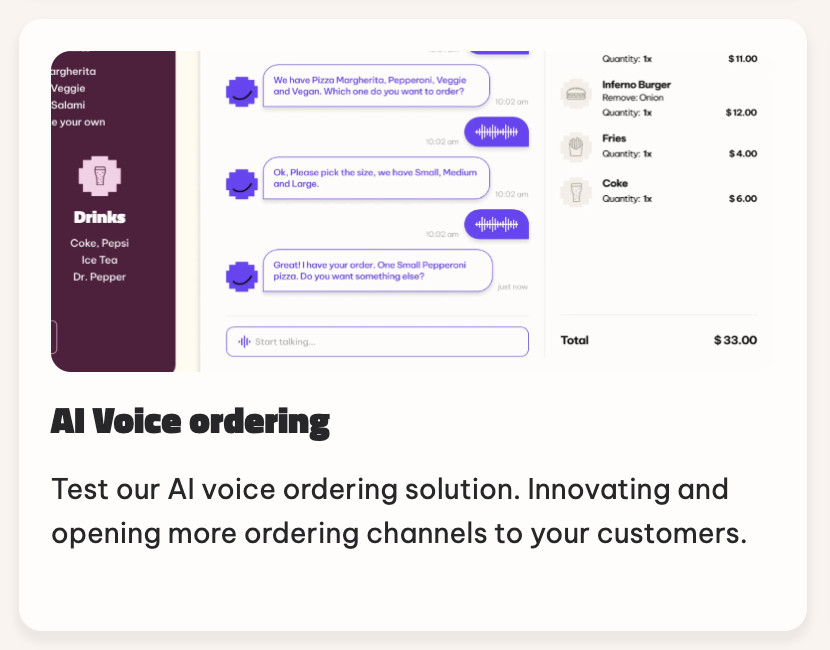 argherita
Veggie
Salami
e your own
Drinks
Coke, Pepsi
Ice Tea
Dr. Pepper
We have Pizza Margherita, Pepperoni, Veggie
and Vegan. Which one do you want to order?
10:02 am
10:02 am
Ok, Please pick the size, we have Small, Medium
and Large.
10:02 am
10:02 am
Great! I have your order. One Small Pepperoni
pizza. Do you want something else?
just now
Start talking...
Quantity: 1x $11.00
Inferno Burger
Remove: Onion
Quantity: 1x $12.00
Fries
Quantity: 1x $4.00
Coke
Quantity: 1x $6.00
Total $33.00
AI Voice ordering
Test our AI voice ordering solution. Innovating and
opening more ordering channels to your customers.